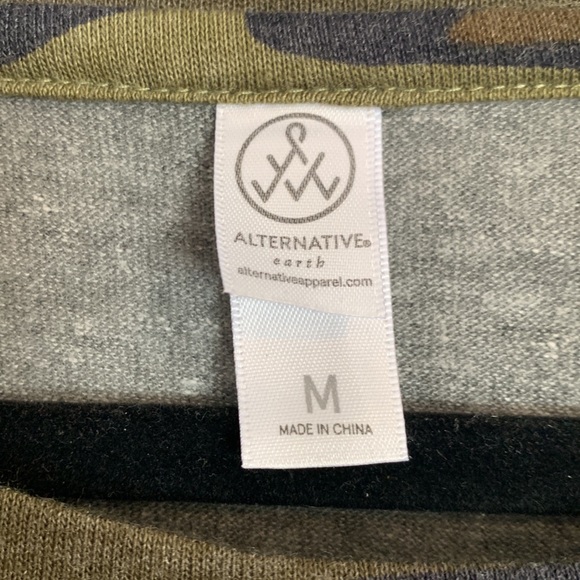 ALTERNATIVE®
earth
alternativeapparel.com
M
MADE IN CHINA